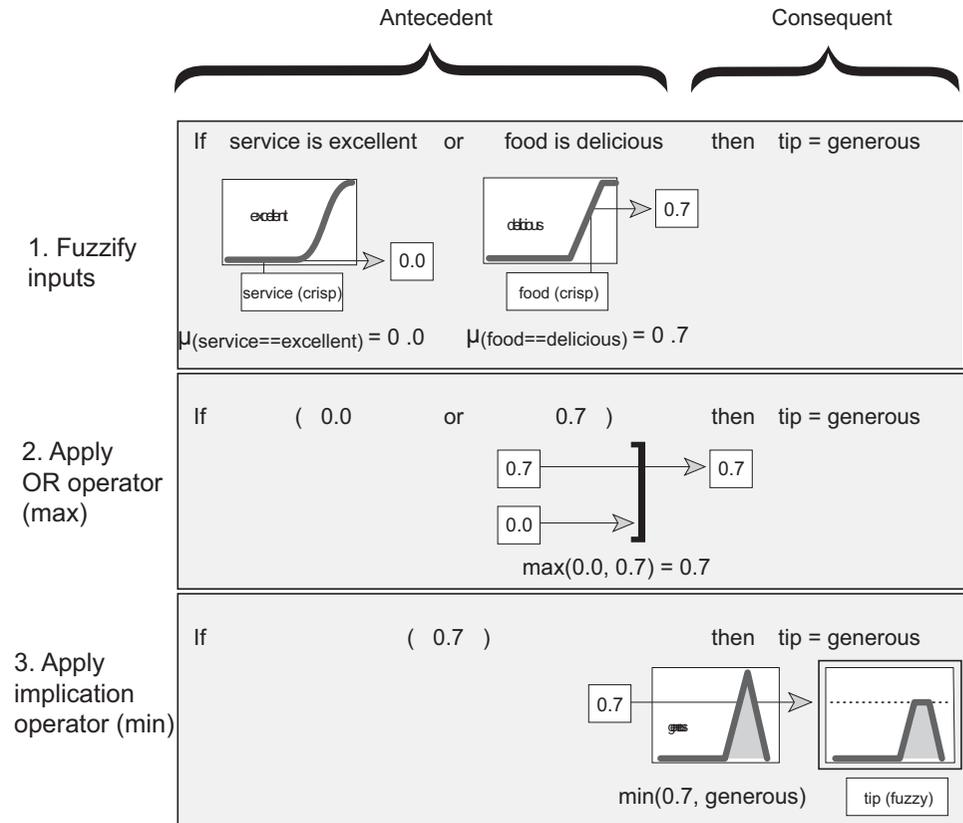 Antecedent Consequent
If service is excellent or food is delicious then tip = generous
excellent
delicious
0.7
1. Fuzzify
inputs
0.0
service (crisp)
food (crisp)
μ(service==excellent) = 0 .0 μ(food==delicious) = 0 .7
If ( 0.0 or 0.7 ) then tip = generous
2. Apply
OR operator
(max)
0.7
0.7
0.0
max(0.0, 0.7) = 0.7
If ( 0.7 ) then tip = generous
3. Apply
implication
operator (min)
0.7
min(0.7, generous)
tip (fuzzy)